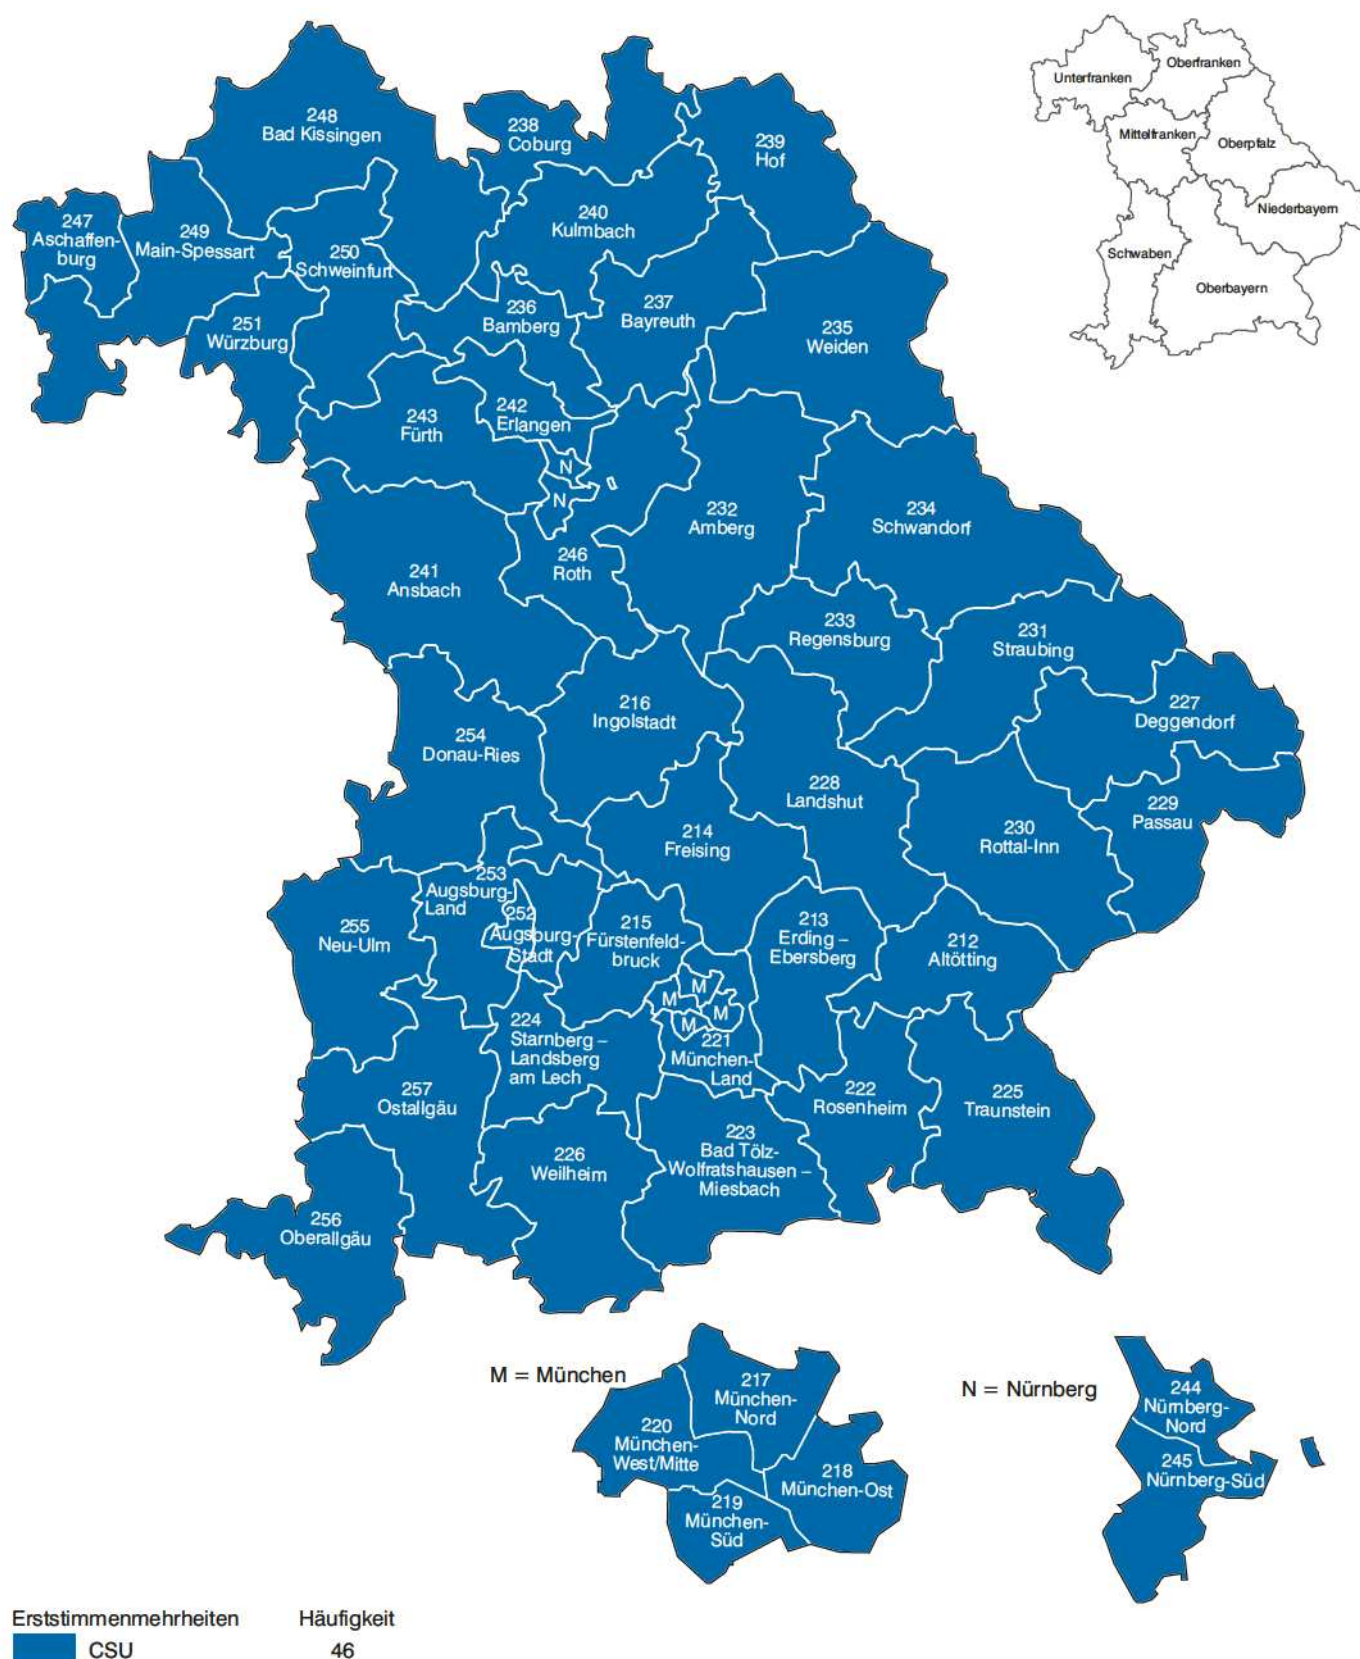 Unterfranken
Oberfranken
Mittelfranken
Oberpfalz
Niederbayern
Schwaben
Oberbayern
248
Bad Kissingen
238
Coburg
239
Hof
247
Aschaffen-
burg
249
Main-Spessart
250
Schweinfurt
240
Kulmbach
251
Würzburg
236
Bamberg
237
Bayreuth
235
Weiden
243
Fürth
242
Erlangen
N
N
232
Amberg
234
Schwandorf
241
Ansbach
246
Roth
233
Regensburg
231
Straubing
216
Ingolstadt
227
Deggendorf
254
Donau-Ries
228
Landshut
229
Passau
214
Freising
230
Rottal-Inn
253
Augsburg-
Land
252
Augsburg-
Stadt
255
Neu-Ulm
215
Fürstenfeld-
bruck
213
Erding –
Ebersberg
212
Altötting
M
M
M
M
224
Starnberg –
Landsberg
am Lech
221
München-
Land
257
Ostallgäu
222
Rosenheim
225
Traunstein
226
Weilheim
223
Bad Tölz-
Wolfratshausen –
Miesbach
256
Oberallgäu
M = München
217
München-
Nord
220
München-
West/Mitte
218
München-Ost
219
München-
Süd
N = Nürnberg
244
Nürnberg-
Nord
245
Nürnberg-Süd
Erststimmenmehrheiten Häufigkeit
CSU 46